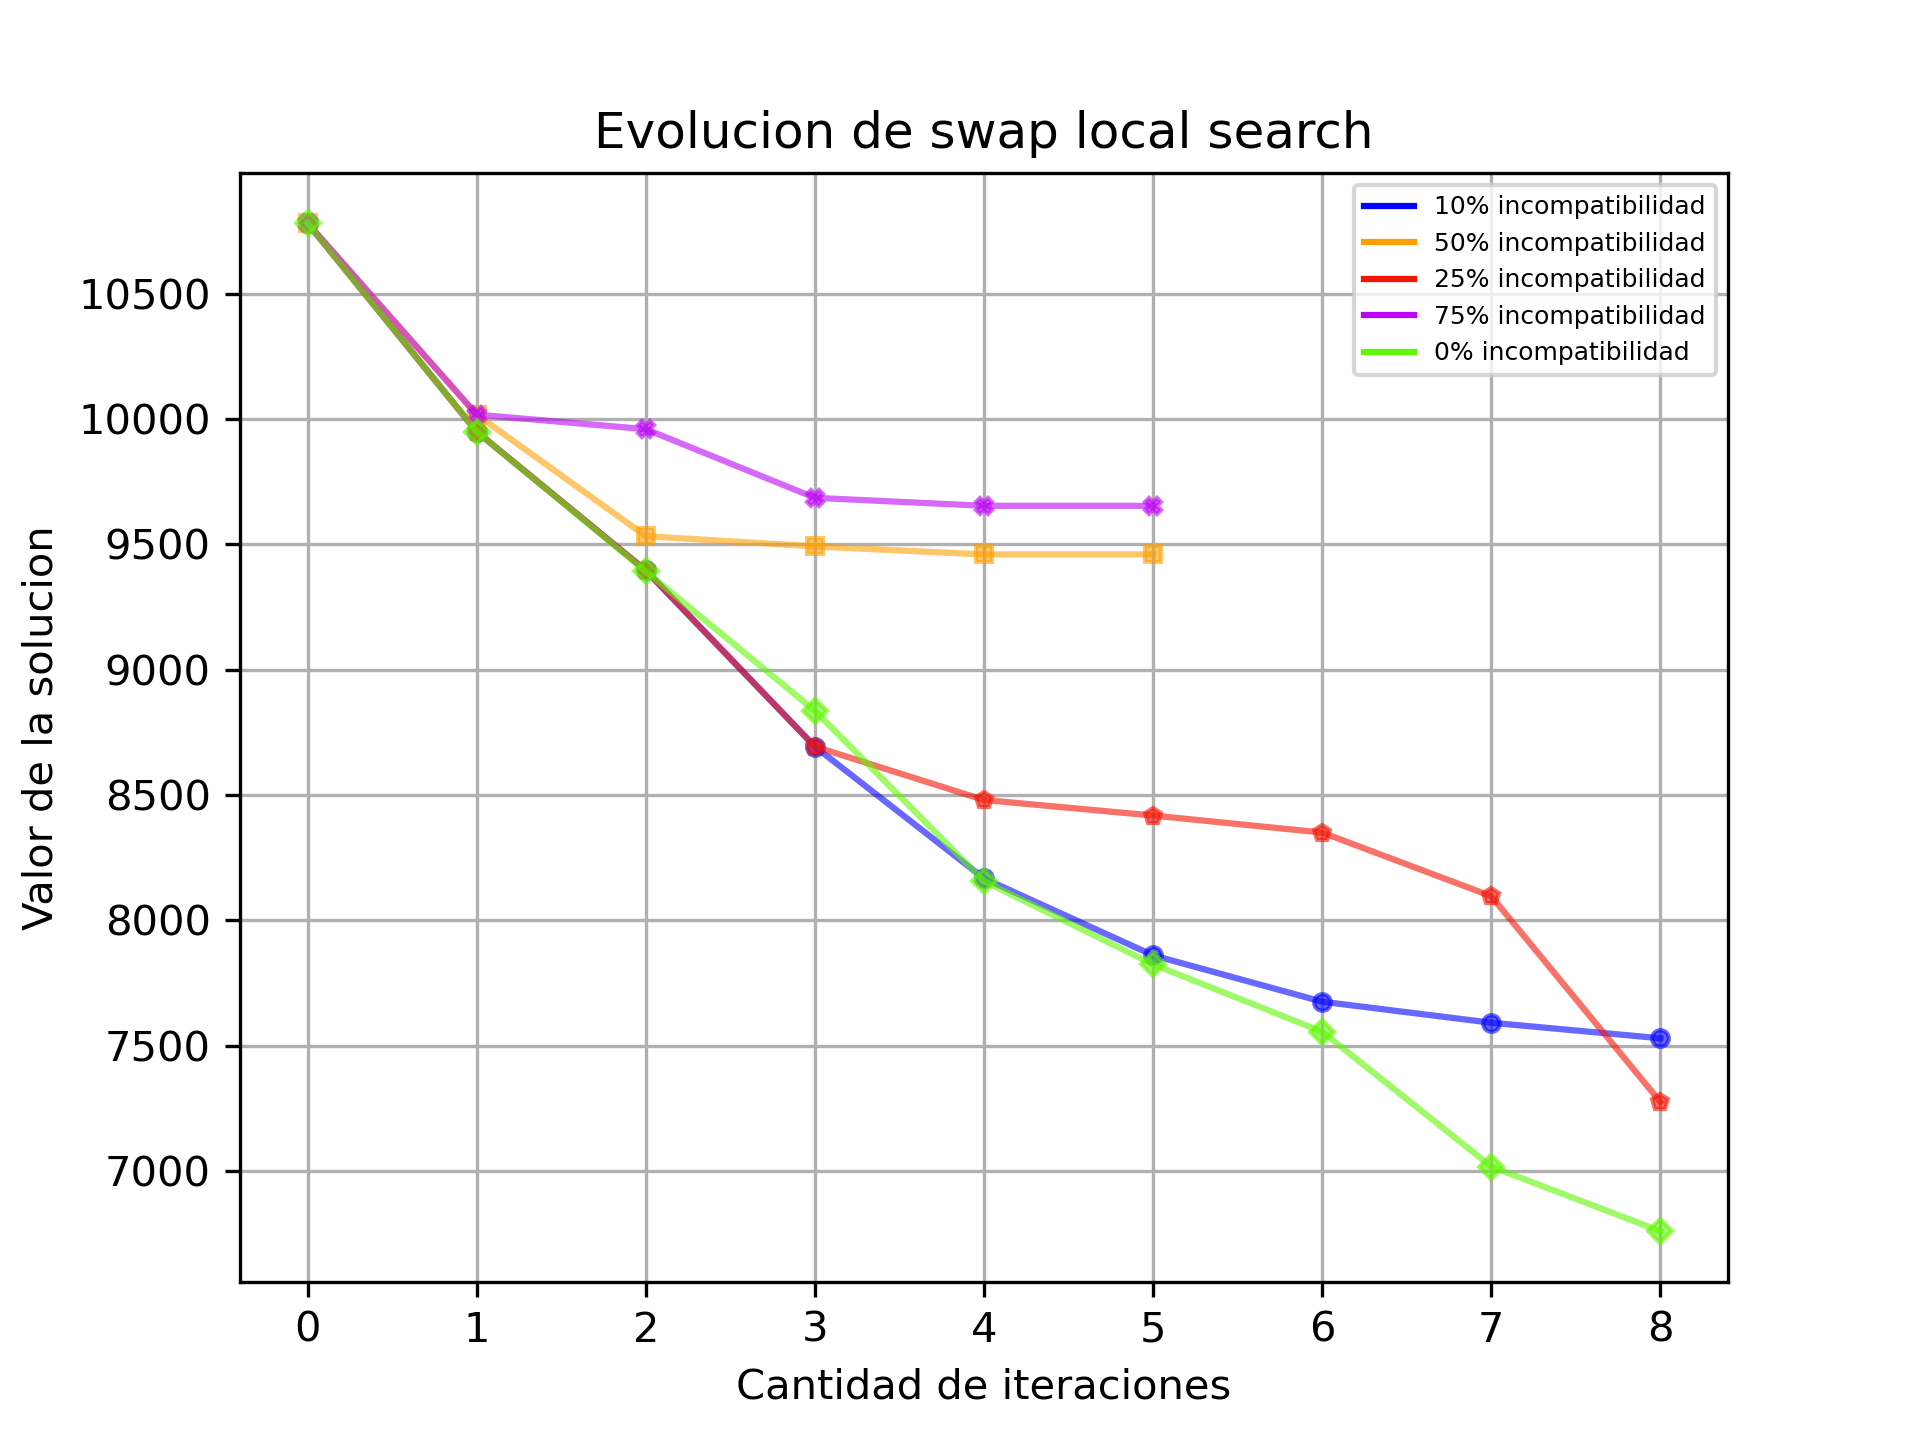 Evolucion de swap local search
10% incompatibilidad
50% incompatibilidad
25% incompatibilidad
75% incompatibilidad
0% incompatibilidad
Valor de la solucion
10500
10000
9500
9000
8500
8000
7500
7000
0 1 2 3 4 5 6 7 8
Cantidad de iteraciones